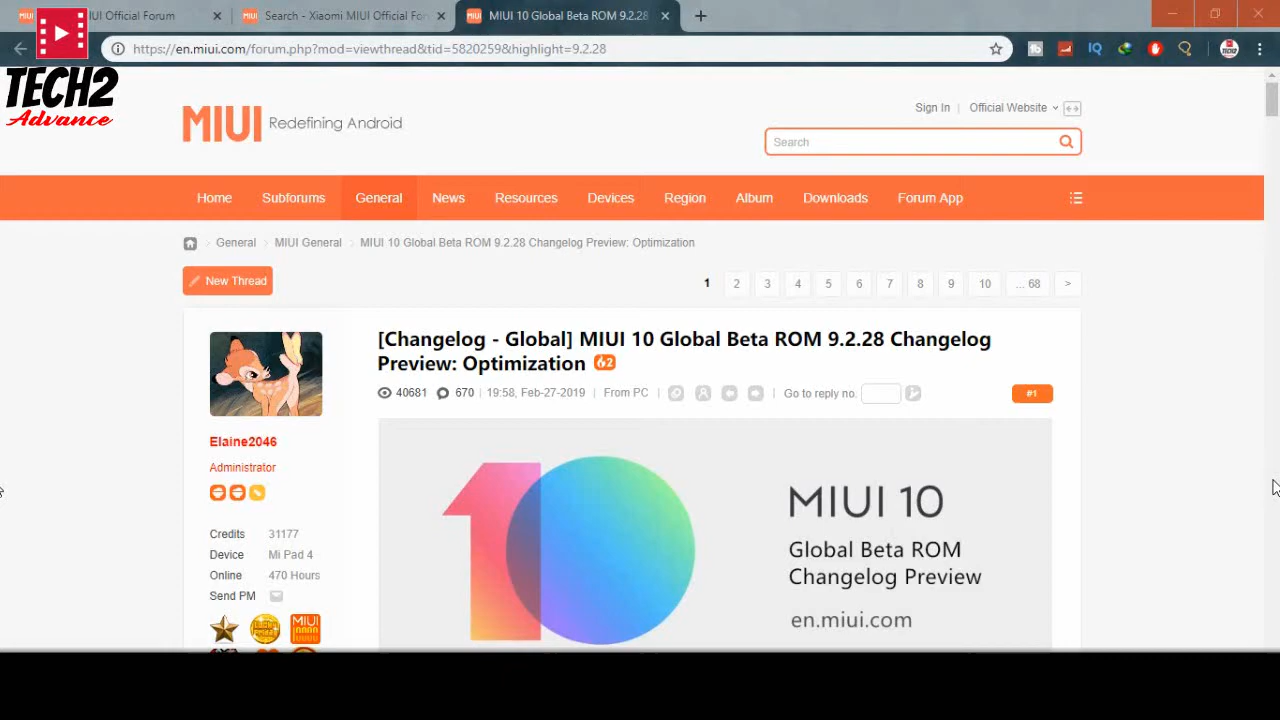 UI Official Forum
Search - Xiaomi MIUI Official For
MIUI 10 Global Beta ROM 9.2.28
https://en.miui.com/forum.php?mod=viewthread&tid=5820259&highlight=9.2.28
IQ
TECH2
Advance
MIUI Redefining Android
Sign In | Official Website
Search
Home Subforums General News Resources Devices Region Album Downloads Forum App
General > MIUI General > MIUI 10 Global Beta ROM 9.2.28 Changelog Preview: Optimization
New Thread
1 2 3 4 5 6 7 8 9 10 ... 68 >
[Changelog - Global] MIUI 10 Global Beta ROM 9.2.28 Changelog
Preview: Optimization 2
40681 670 | 19:58, Feb-27-2019 | From PC | Go to reply no.
#1
Elaine2046
Administrator
Credits 31177
Device Mi Pad 4
Online 470 Hours
Send PM
MIUI
10
MIUI 10
Global Beta ROM
Changelog Preview
en.miui.com